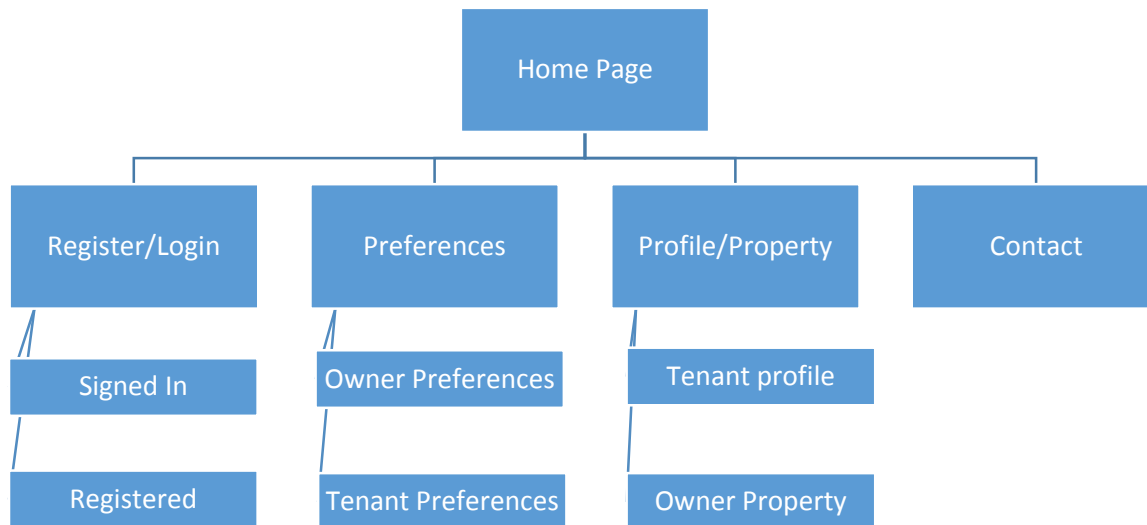 Home Page
Register/Login
Preferences
Profile/Property
Contact
Signed In
Owner Preferences
Tenant profile
Registered
Tenant Preferences
Owner Property